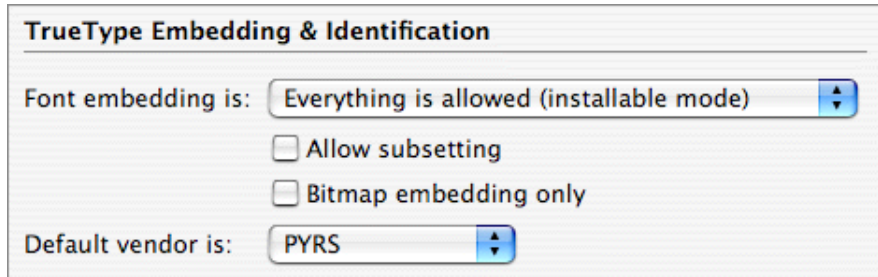 TrueType Embedding & Identification
Font embedding is: Everything is allowed (installable mode)
Allow subsetting
Bitmap embedding only
Default vendor is: PYRS